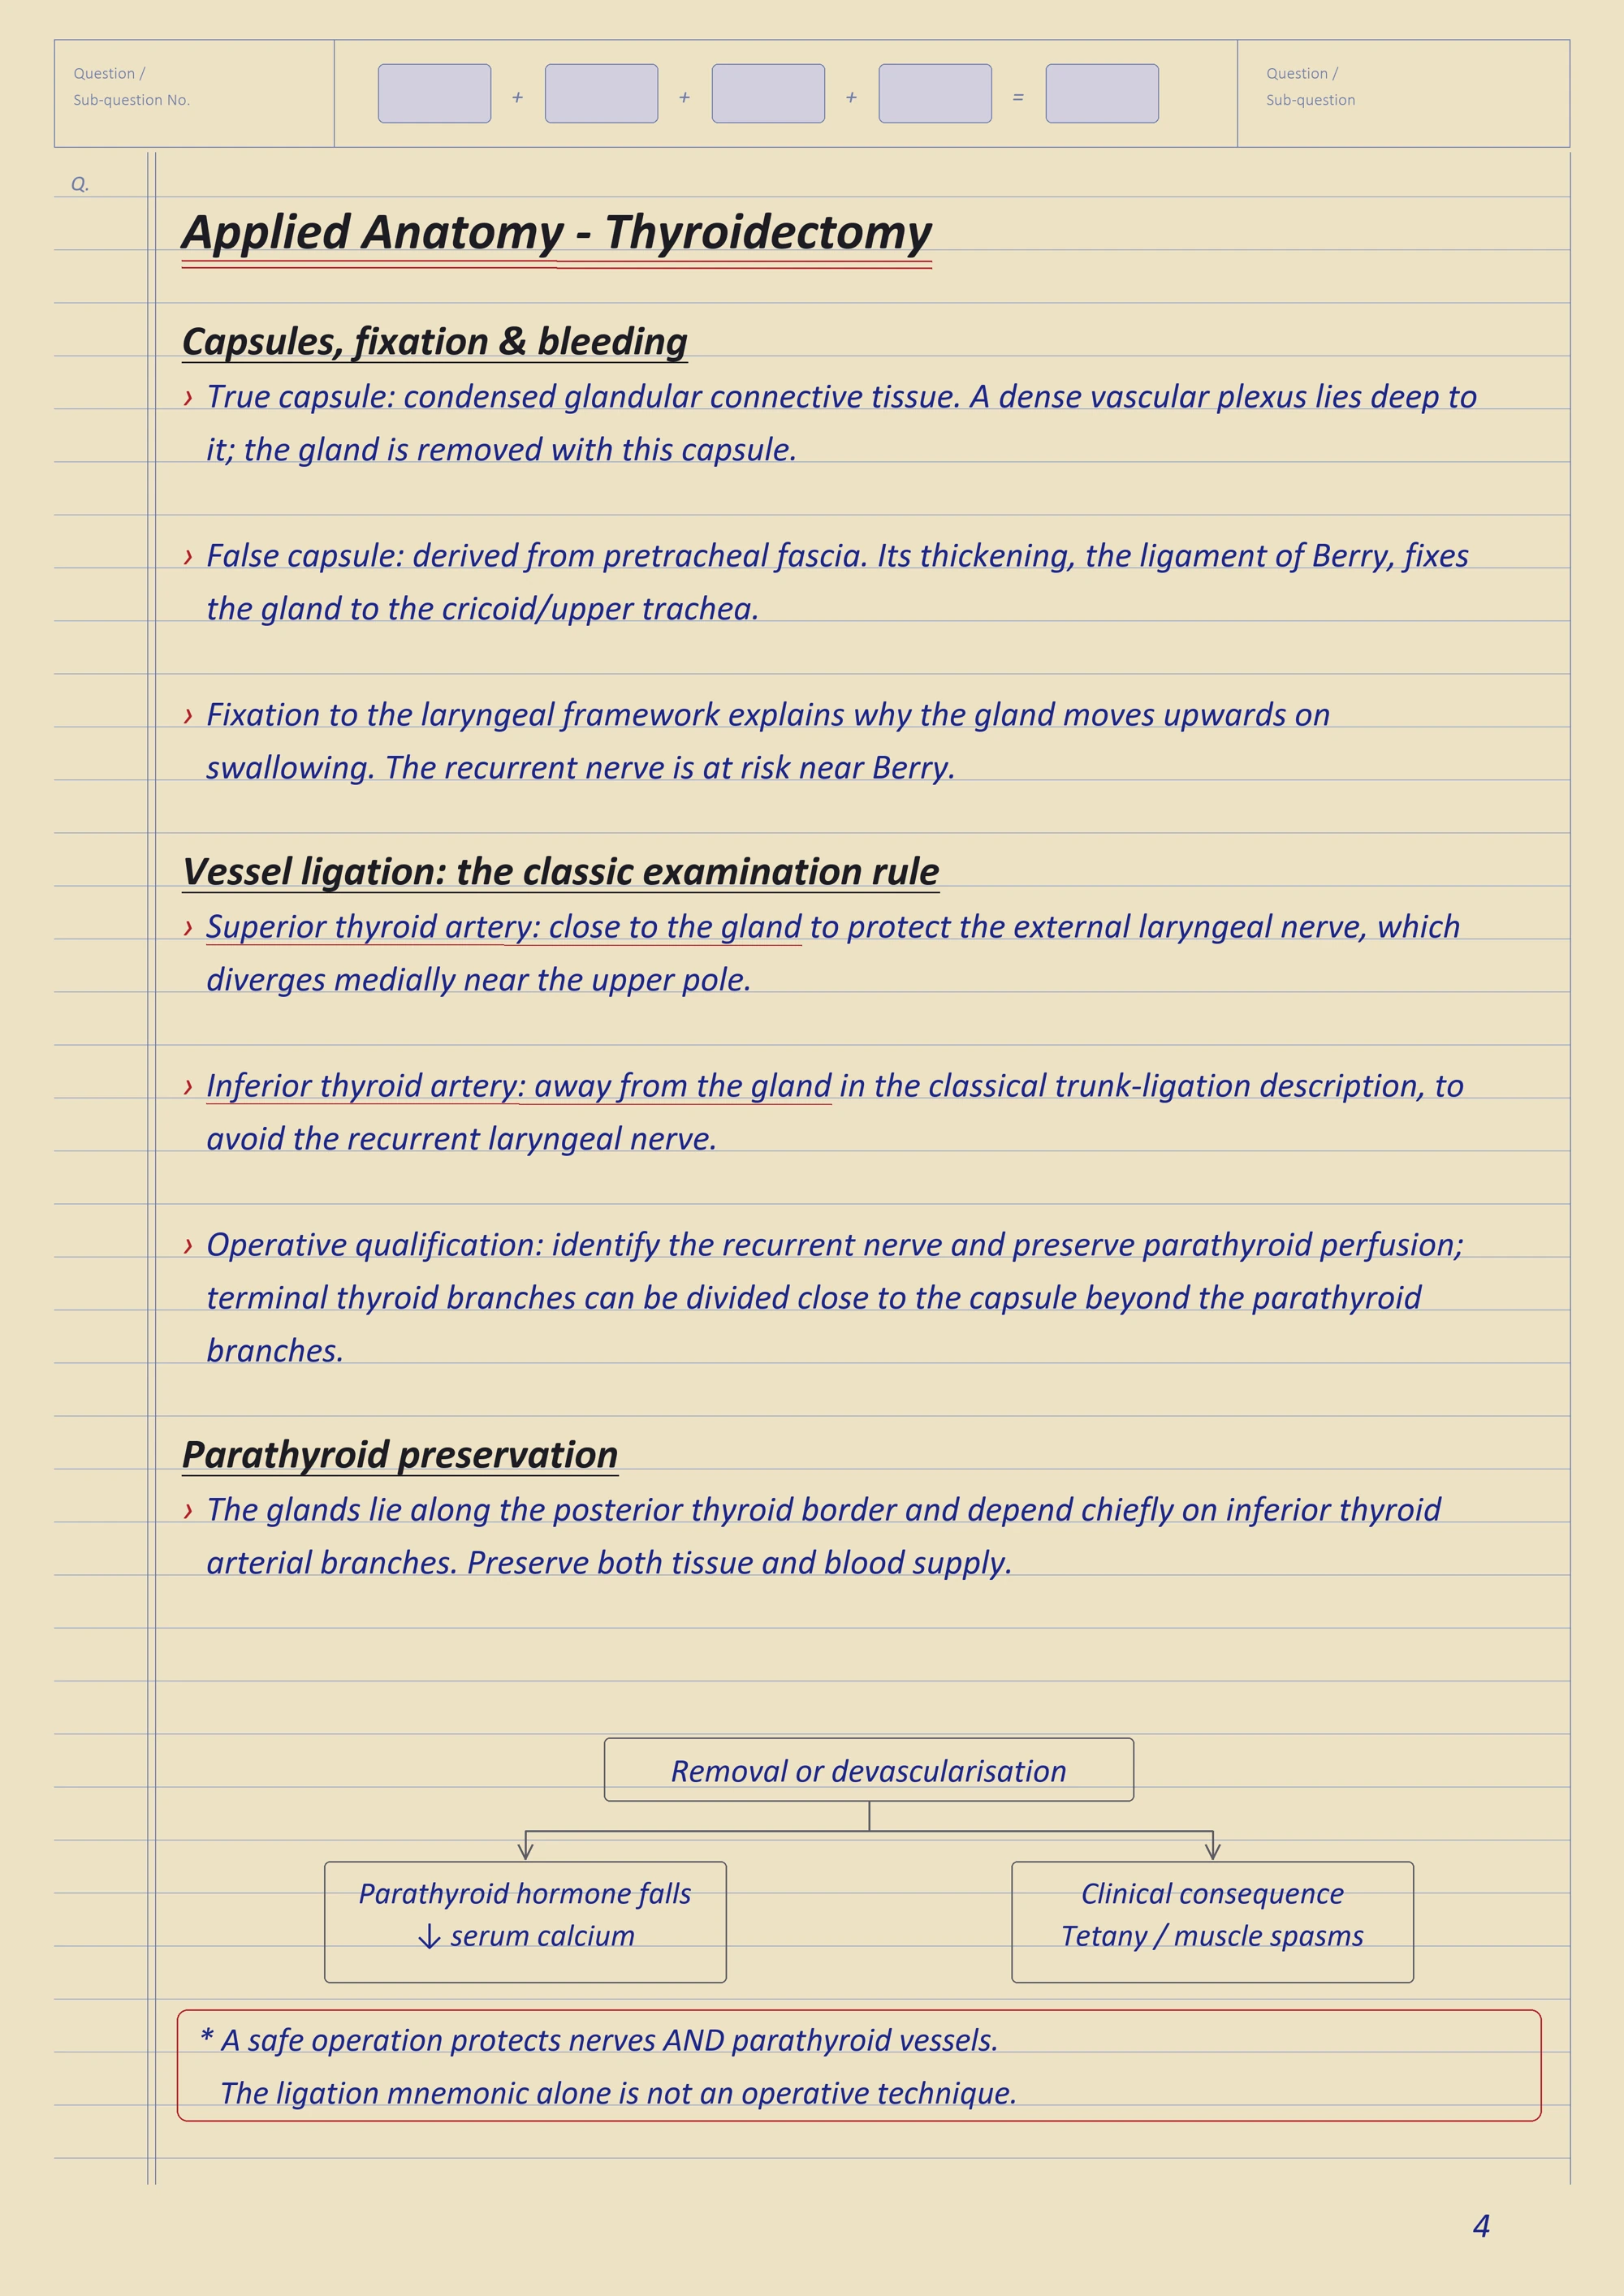 Question /
Sub-question No.
+ + + =
Question /
Sub-question
Q.
Applied Anatomy - Thyroidectomy
Capsules, fixation & bleeding
› True capsule: condensed glandular connective tissue. A dense vascular plexus lies deep to
it; the gland is removed with this capsule.
› False capsule: derived from pretracheal fascia. Its thickening, the ligament of Berry, fixes
the gland to the cricoid/upper trachea.
› Fixation to the laryngeal framework explains why the gland moves upwards on
swallowing. The recurrent nerve is at risk near Berry.
Vessel ligation: the classic examination rule
› Superior thyroid artery: close to the gland to protect the external laryngeal nerve, which
diverges medially near the upper pole.
› Inferior thyroid artery: away from the gland in the classical trunk-ligation description, to
avoid the recurrent laryngeal nerve.
› Operative qualification: identify the recurrent nerve and preserve parathyroid perfusion;
terminal thyroid branches can be divided close to the capsule beyond the parathyroid
branches.
Parathyroid preservation
› The glands lie along the posterior thyroid border and depend chiefly on inferior thyroid
arterial branches. Preserve both tissue and blood supply.
Removal or devascularisation
Parathyroid hormone falls
↓ serum calcium
Clinical consequence
Tetany / muscle spasms
* A safe operation protects nerves AND parathyroid vessels.
The ligation mnemonic alone is not an operative technique.
4